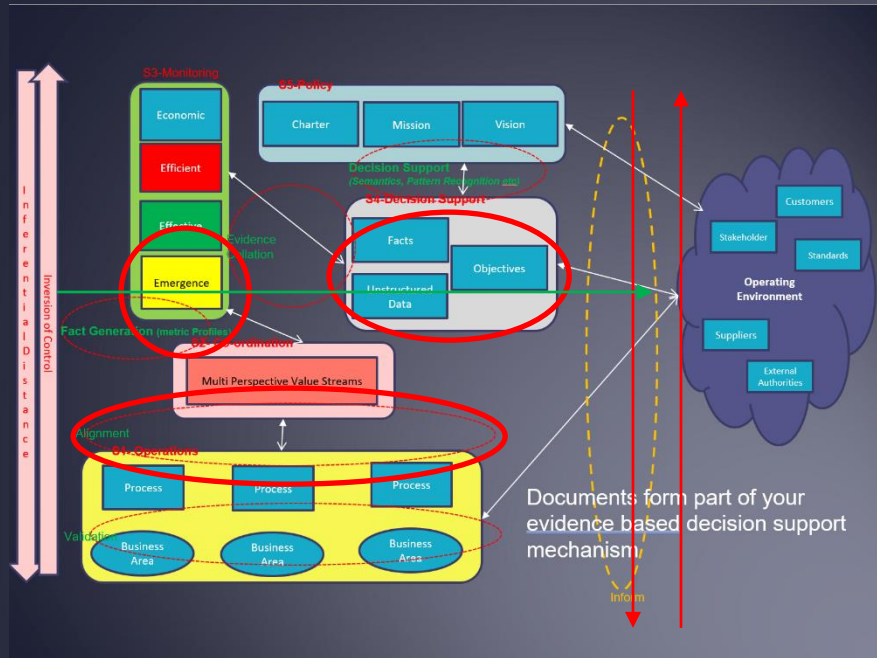 S3-Monitoring
Economic
Efficient
Effective
Emergence
S5-Policy
Charter
Mission
Vision
Decision Support
(Semantics, Pattern Recognition etc)
S4-Decision Support
Facts
Objectives
Unstructured
Data
Evidence
Collation
Fact Generation (metric Profiles)
S2- Co-ordination
Multi Perspective Value Streams
Alignment
S1- Operations
Process
Process
Process
Validation
Business
Area
Business
Area
Business
Area
Inferential Distance
Inversion of Control
Customers
Stakeholder
Standards
Operating
Environment
Suppliers
External
Authorities
Documents form part of your
evidence based decision support
mechanism
Inform